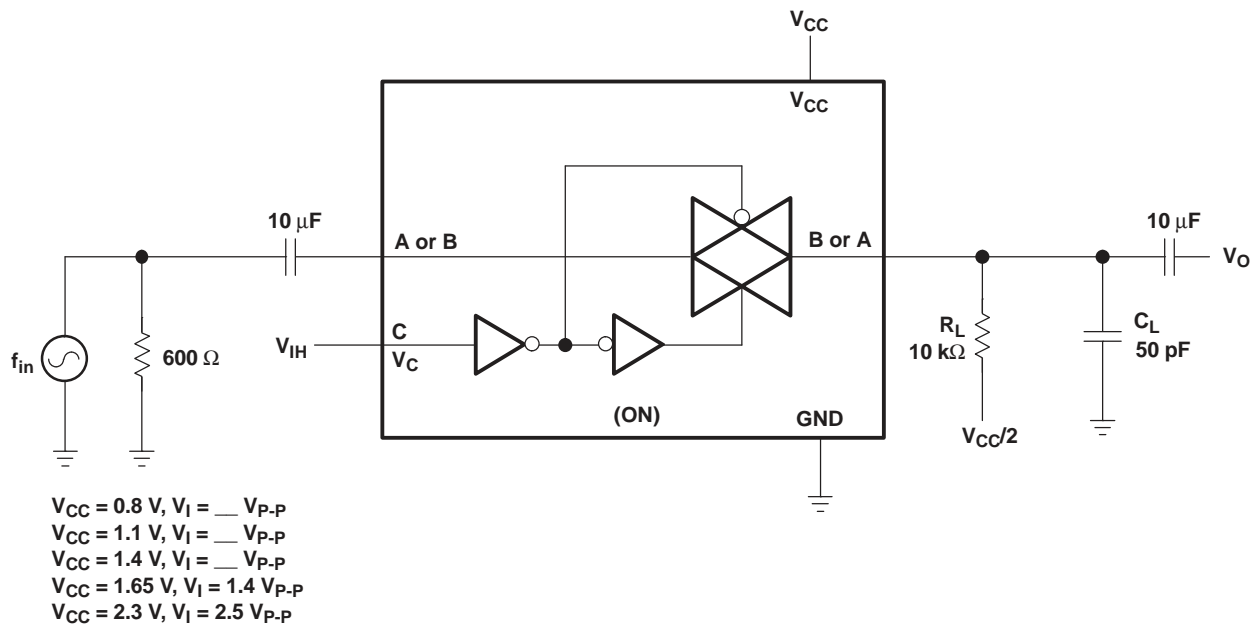 VCC
VCC
10 μF
A or B
B or A
10 μF
VO
fin
600 Ω
VIH
C
VC
RL
10 kΩ
CL
50 pF
(ON)
GND
VCC/2
VCC = 0.8 V, VI = __ VP-P
VCC = 1.1 V, VI = __ VP-P
VCC = 1.4 V, VI = __ VP-P
VCC = 1.65 V, VI = 1.4 VP-P
VCC = 2.3 V, VI = 2.5 VP-P